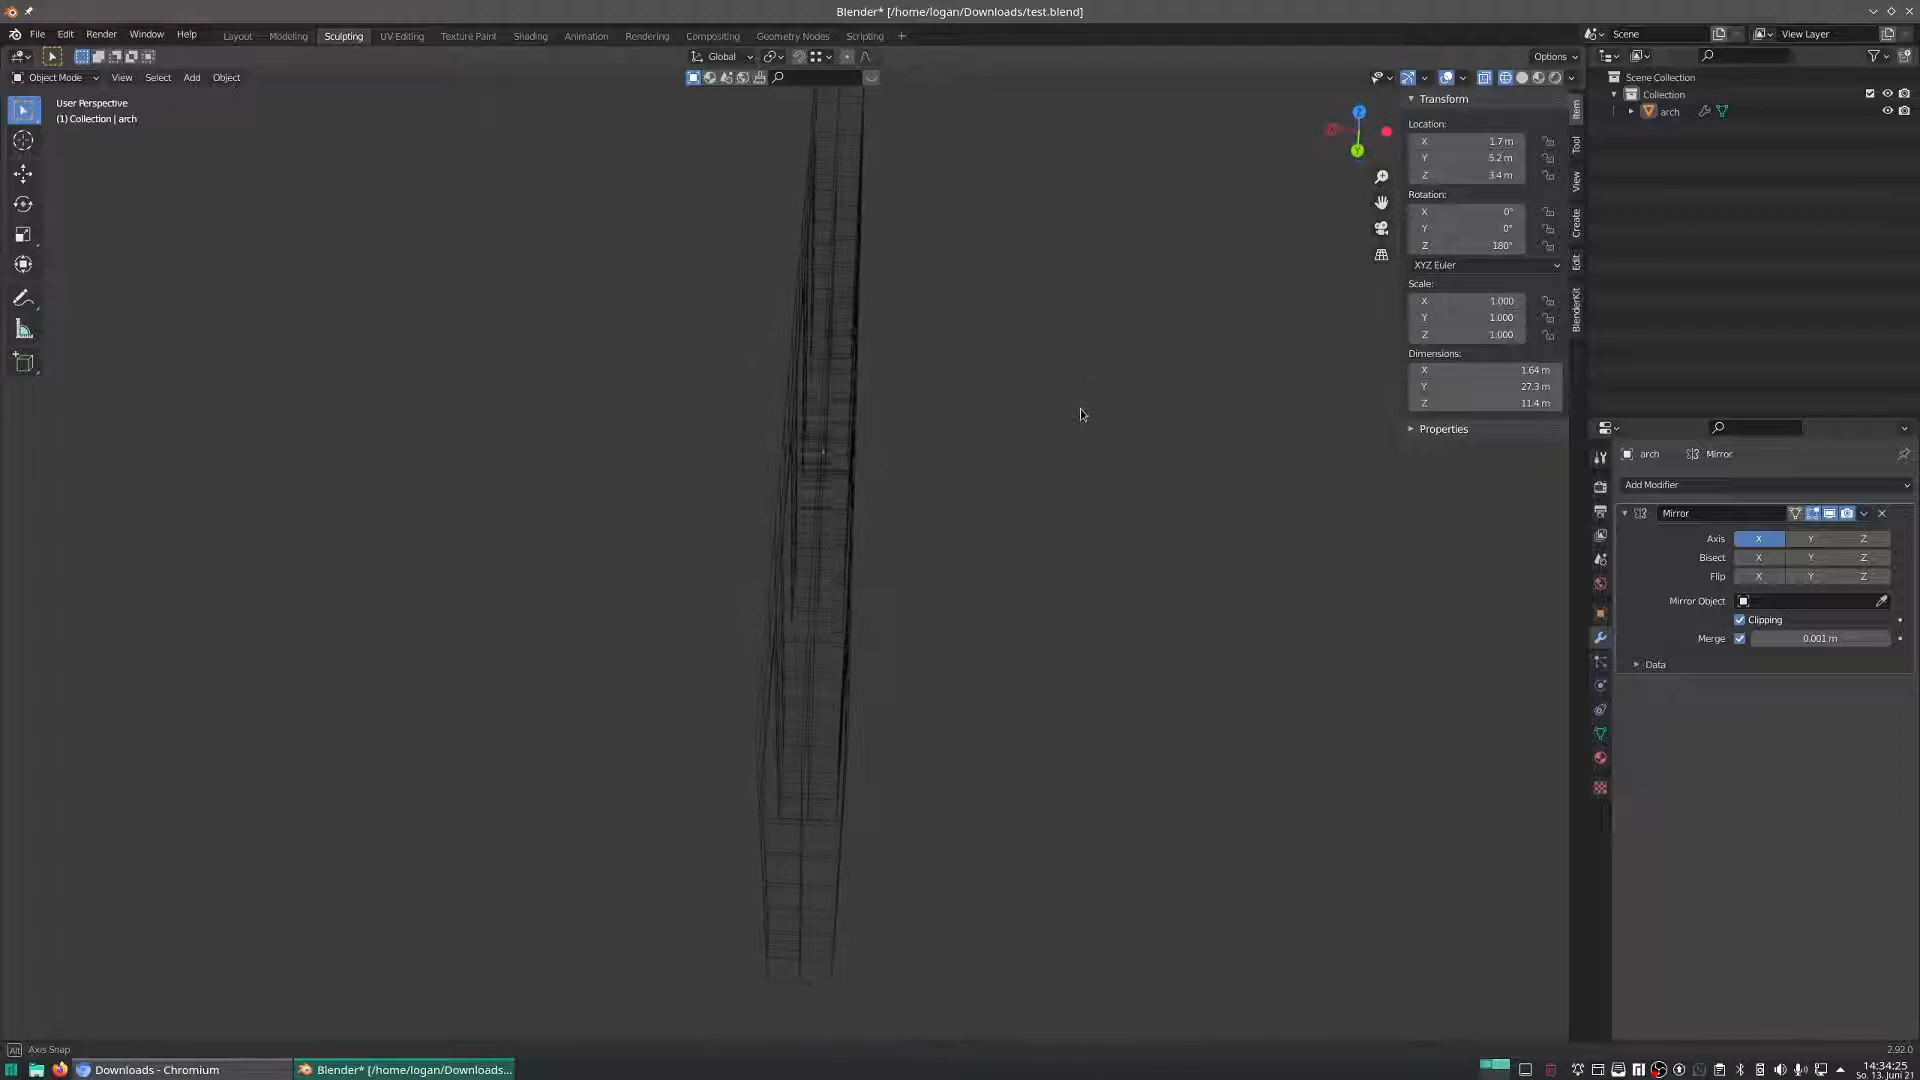 Blender* [/home/logan/Downloads/test.blend]
File Edit Render Window Help
Layout Modeling Sculpting UV Editing Texture Paint Shading Animation Rendering Compositing Geometry Nodes Scripting +
Scene
View Layer
Global
Options
Object Mode View Select Add Object
User Perspective
(1) Collection | arch
Transform
Location:
X 1.7 m
Y 5.2 m
Z 3.4 m
Rotation:
X 0°
Y 0°
Z 180°
XYZ Euler
Scale:
X 1.000
Y 1.000
Z 1.000
Dimensions:
X 1.64 m
Y 27.3 m
Z 11.4 m
Properties
Item
Tool
View
Create
Edit
BlenderKit
Z
Y
Scene Collection
Collection
arch
arch Mirror
Add Modifier
Mirror
Axis X Y Z
Bisect X Y Z
Flip X Y Z
Mirror Object
Clipping
Merge 0.001 m
Data
Alt Axis Snap
2.92.0
Downloads - Chromium
Blender* [/home/logan/Downloads...
14:34:25
So. 13. Juni 21